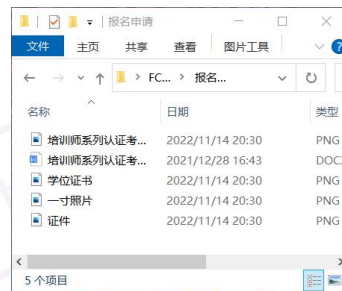 报名申请
文件 主页 共享 查看 图片工具
FC... 报名...
名称 日期 类型
培训师系列认证考... 2022/11/14 20:30 PNG
培训师系列认证考... 2021/12/28 16:43 DOC
学位证书 2022/11/14 20:30 PNG
一寸照片 2022/11/14 20:30 PNG
证件 2022/11/14 20:30 PNG
5 个项目